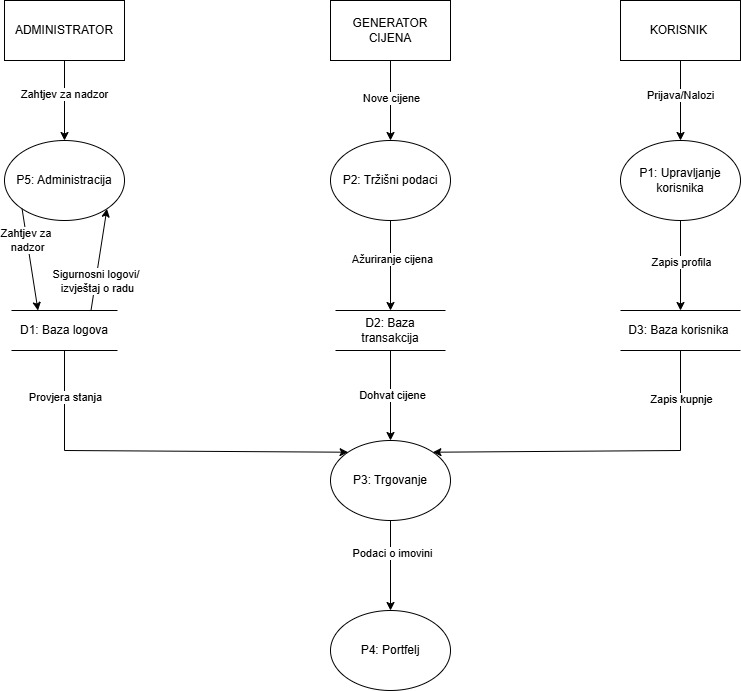 ADMINISTRATOR
GENERATOR
CIJENA
KORISNIK
Zahtjev za nadzor
Nove cijene
Prijava/Nalozi
P5: Administracija
P2: Tržišni podaci
P1: Upravljanje
korisnika
Zahtjev za
nadzor
Sigurnosni logovi/
izvještaj o radu
Ažuriranje cijena
Zapis profila
D1: Baza logova
D2: Baza
transakcija
D3: Baza korisnika
Provjera stanja
Dohvat cijene
Zapis kupnje
P3: Trgovanje
Podaci o imovini
P4: Portfelj